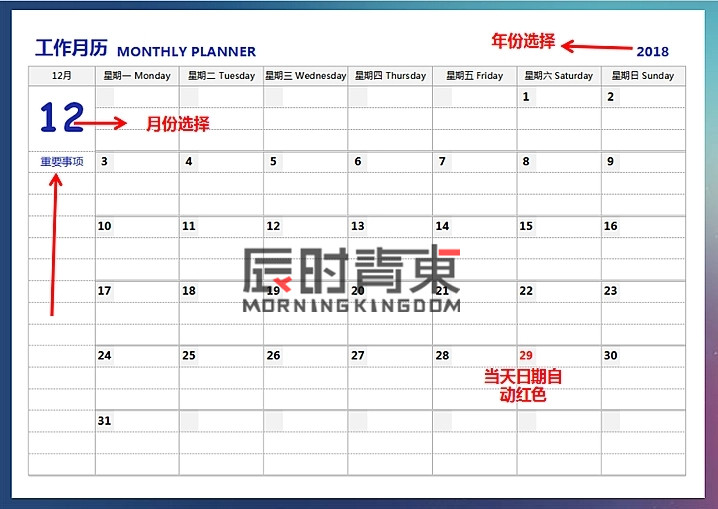 工作月历 MONTHLY PLANNER 年份选择 2018
12月 星期一 Monday 星期二 Tuesday 星期三 Wednesday 星期四 Thursday 星期五 Friday 星期六 Saturday 星期日 Sunday
1 2
12 月份选择
重要事项 3 4 5 6 7 8 9
10 11 12 13 14 15 16
辰时青東
17 18 19 20 21 22 23
MORNINGKINGDOM
24 25 26 27 28 29 30
当天日期自
动红色
31